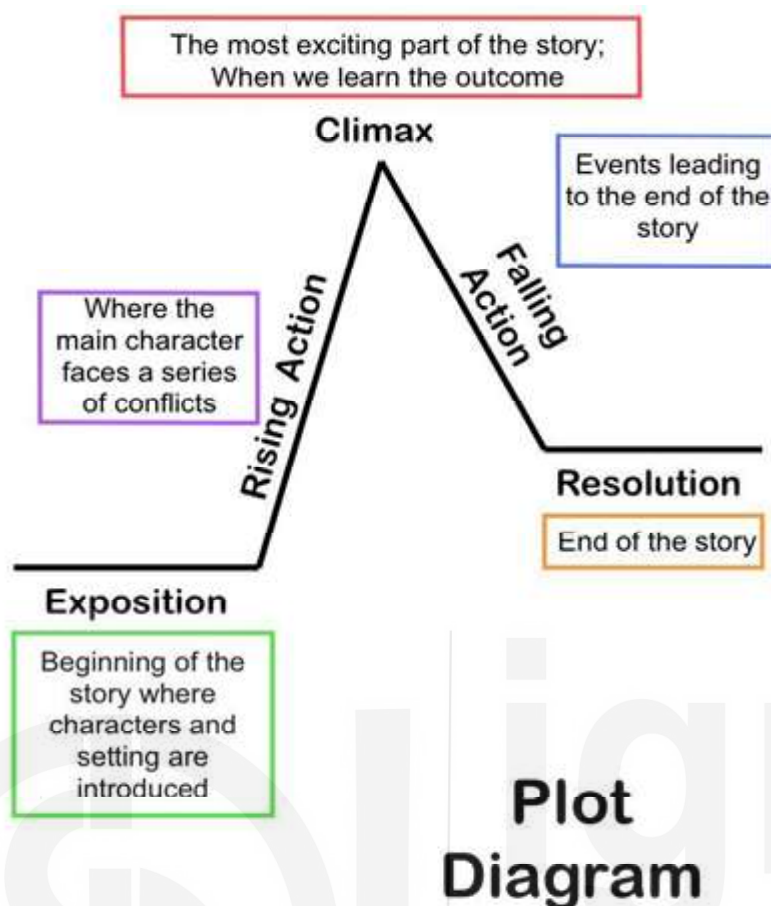 The most exciting part of the story;
When we learn the outcome
Climax
Events leading
to the end of the
story
Falling
Action
Where the
main character
faces a series
of conflicts
Rising Action
Resolution
End of the story
Exposition
Beginning of the
story where
characters and
setting are
introduced
Plot
Diagram